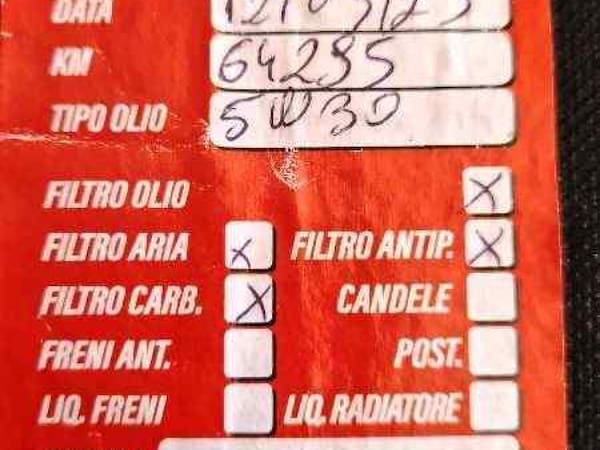 DATA
KM 64295
TIPO OLIO 5W30
FILTRO OLIO X
FILTRO ARIA X FILTRO ANTIP. X
FILTRO CARB. X CANDELE
FRENI ANT. POST.
LIQ. FRENI LIQ. RADIATORE